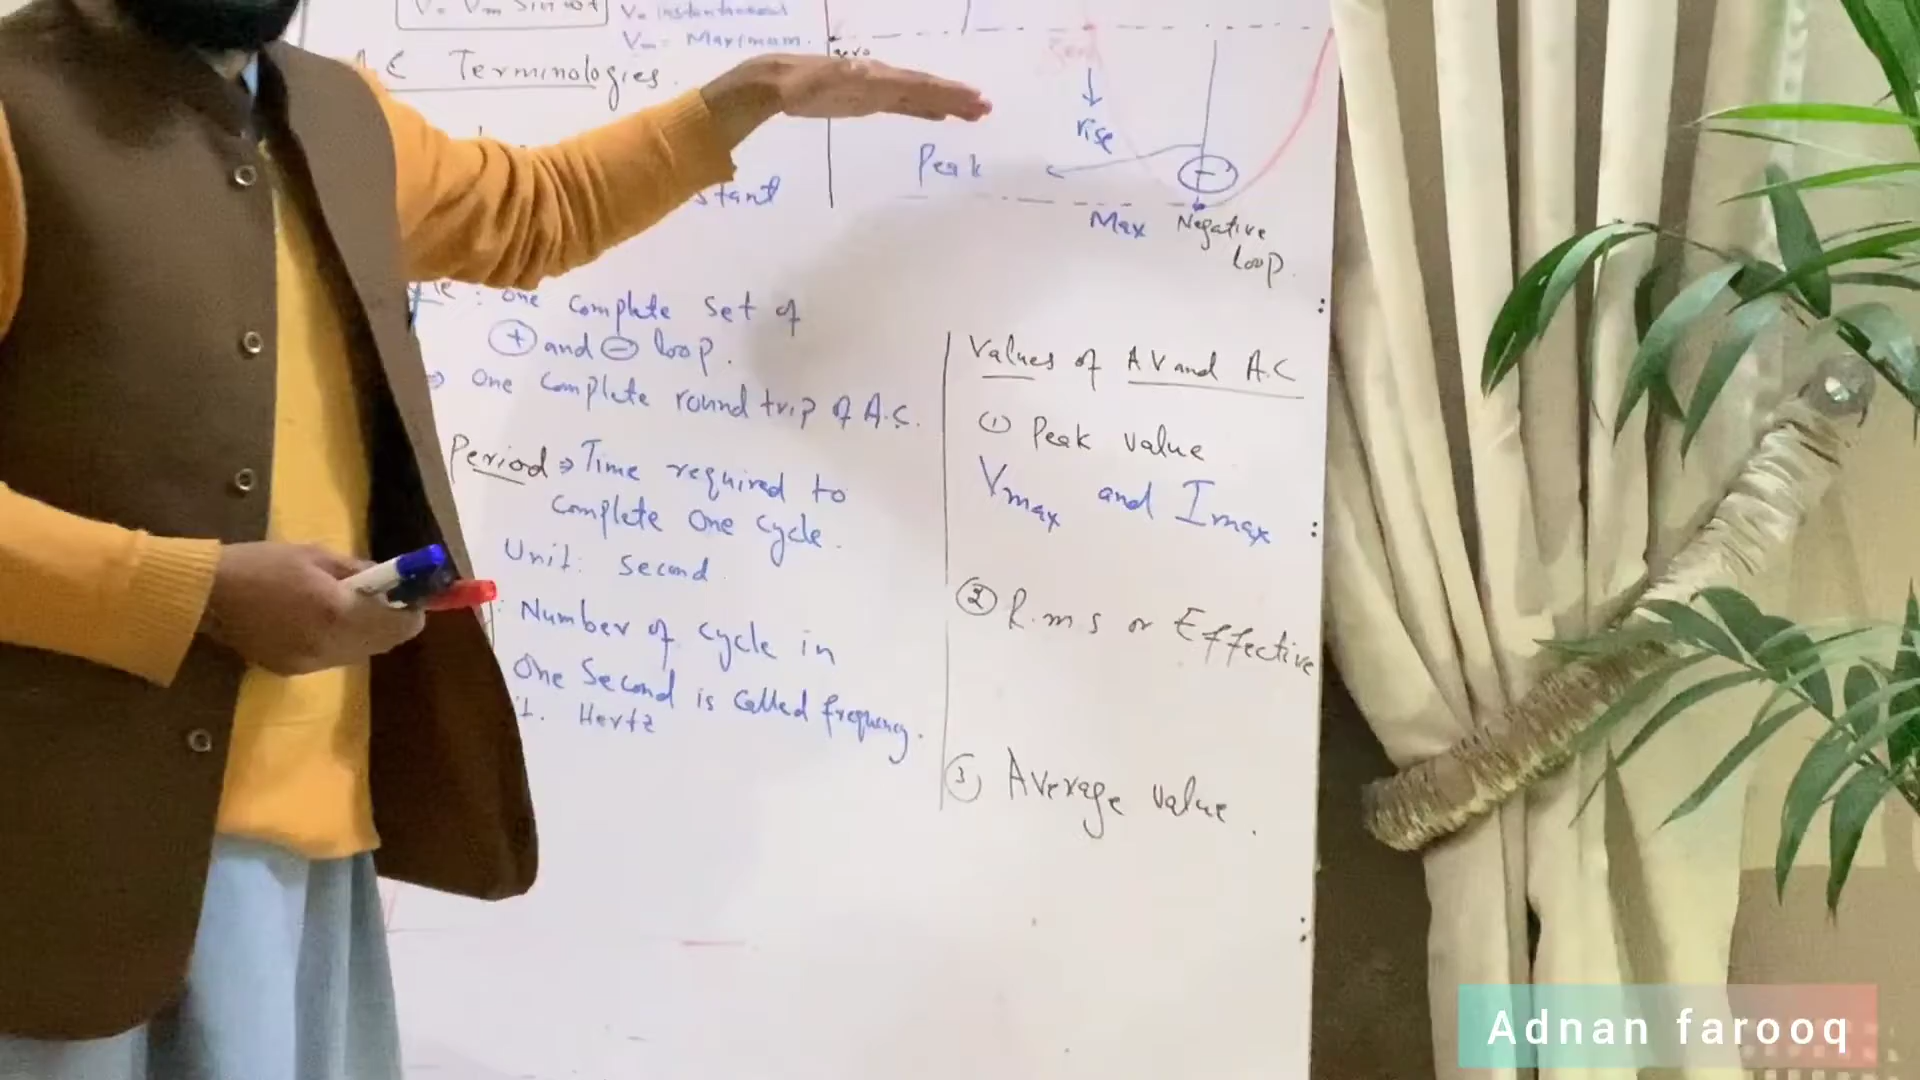 V = Vm Sin ωt
V = instantaneous
Vm = Maximum.
A.C Terminologies.
stant
: One complete set of
+ and - loop.
⇒ One complete round trip of A.C.
Period ⇒ Time required to
complete One cycle.
Unit: second
: Number of cycle in
One Second is called frequency.
Hertz
zero
rise
Peak
-
Max
Negative
loop.
Values of AV and A.C
① Peak value
Vmax and Imax
② R.m s or Effective
③ Average value.
Adnan farooq